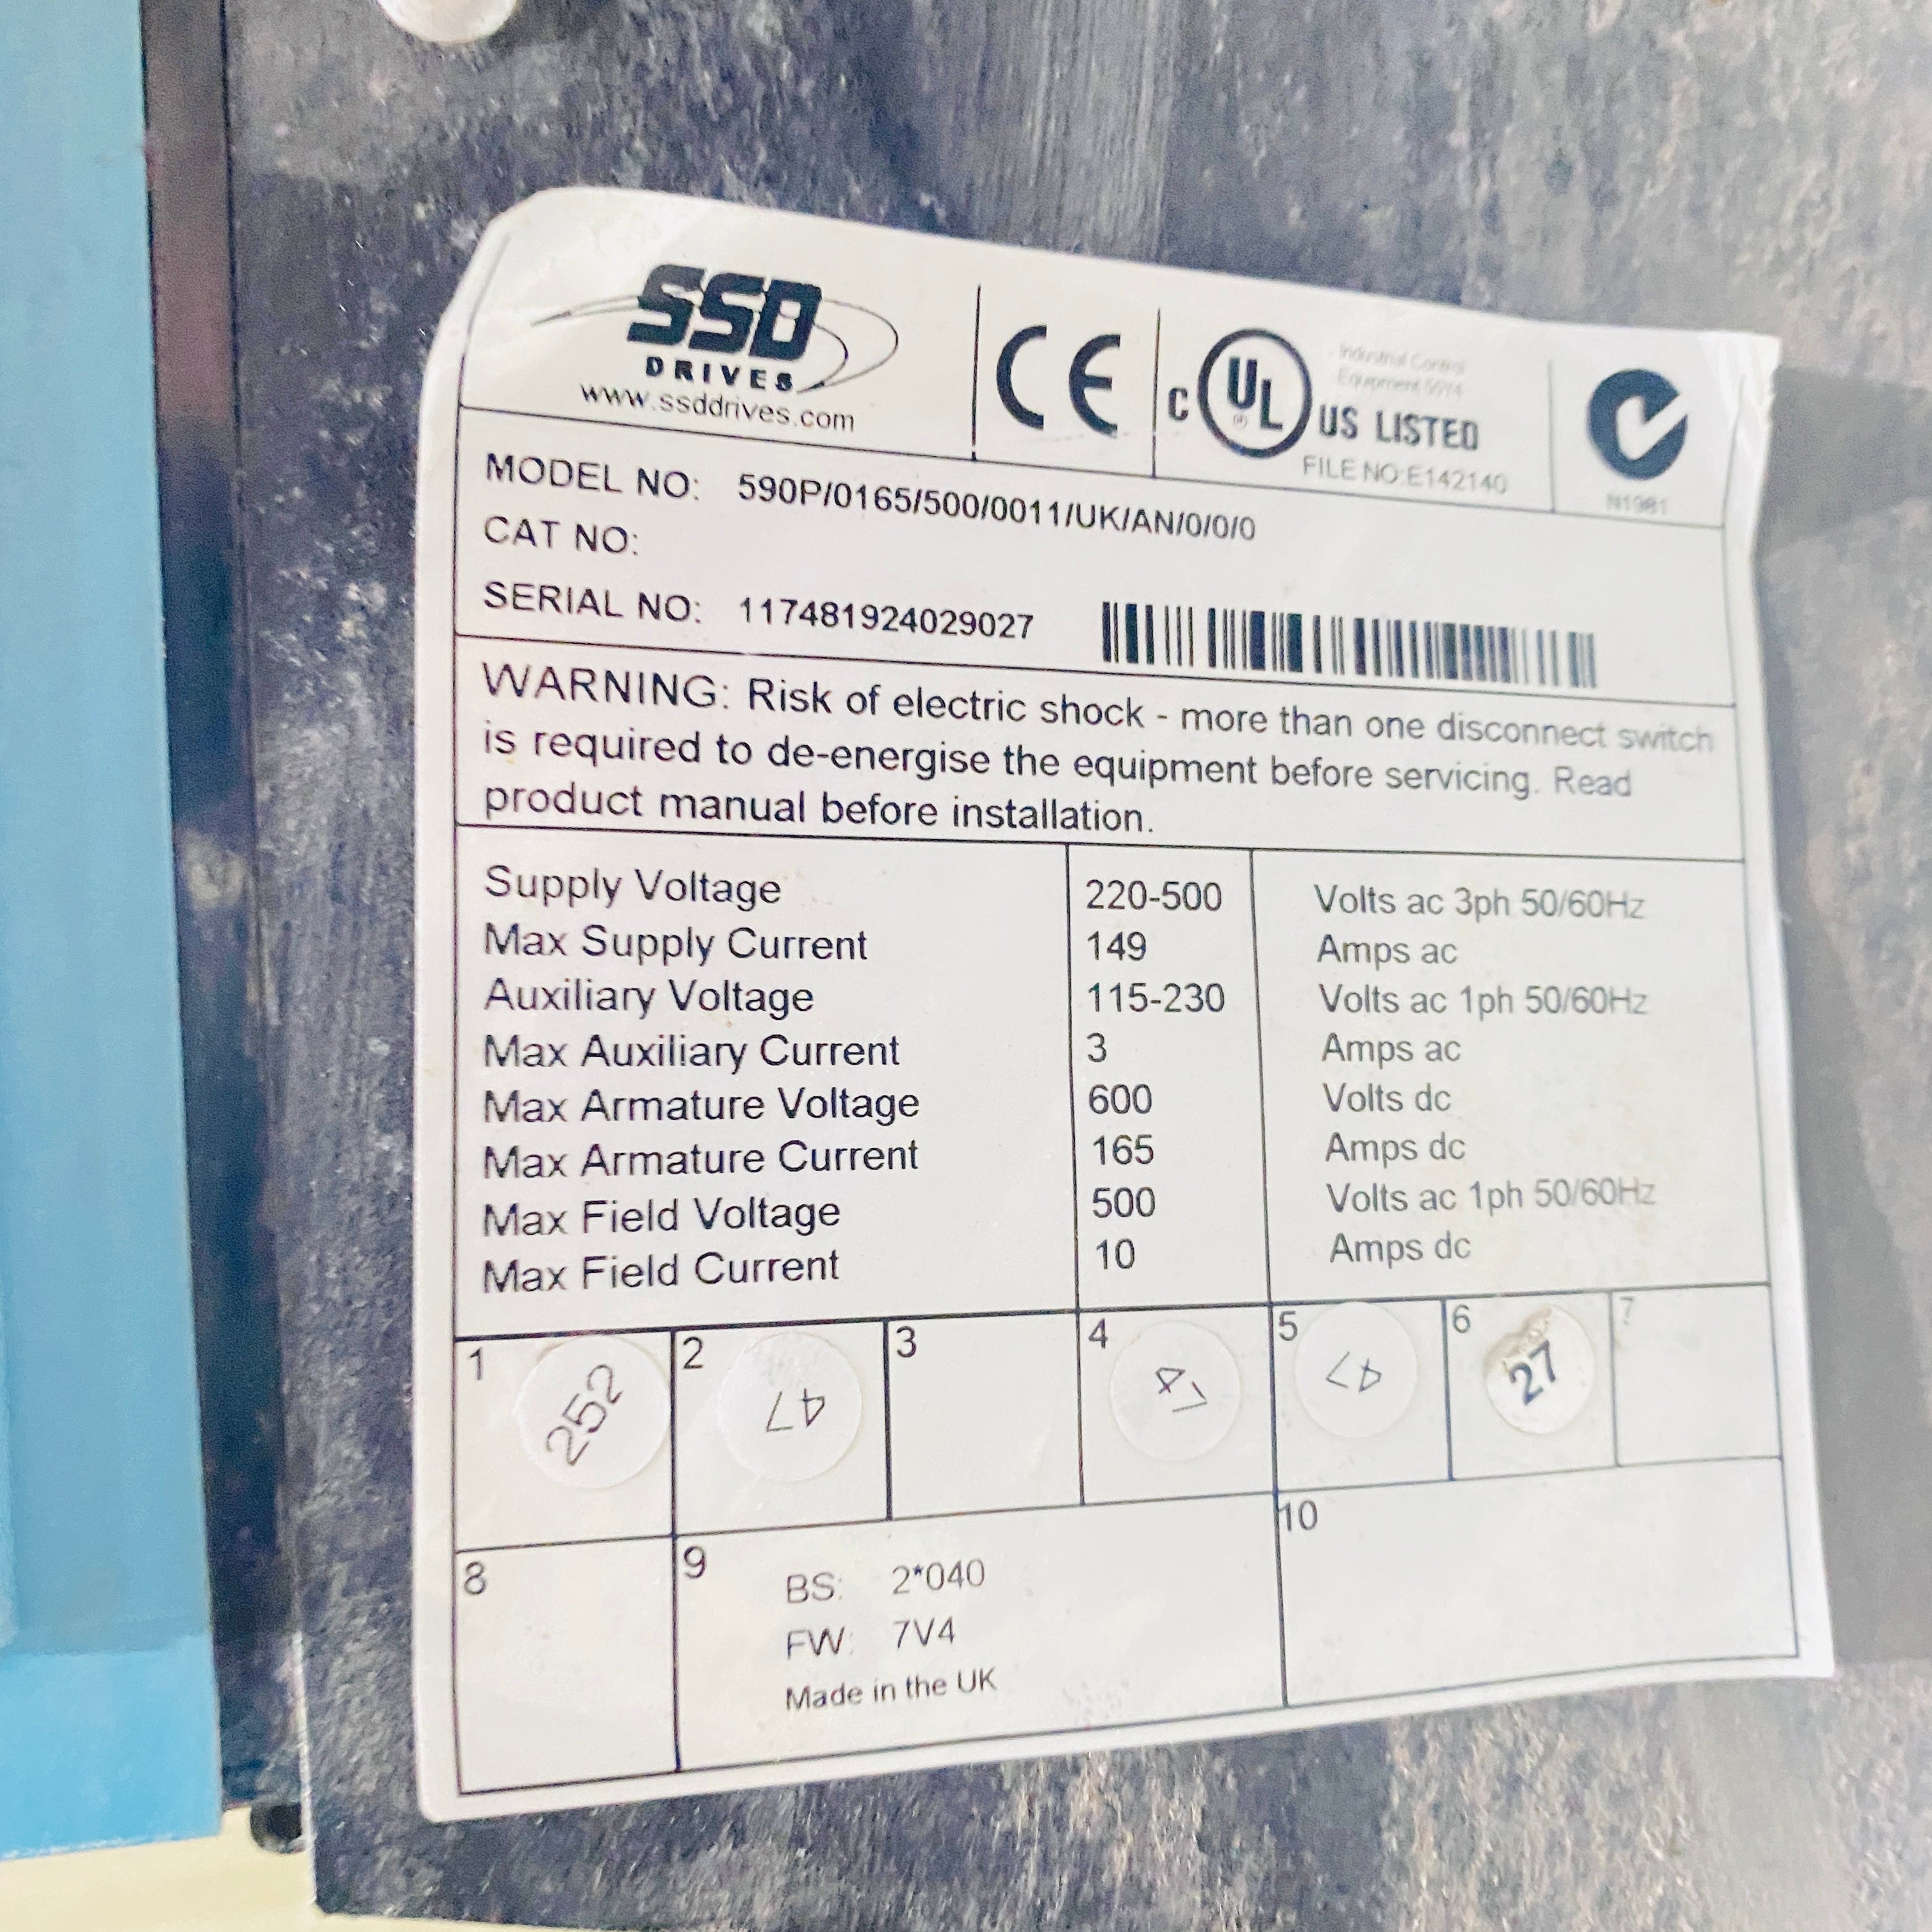 SSD
DRIVES
www.ssddrives.com
CE
C UL ® US LISTED
Industrial Control
Equipment 59Y4
FILE NO:E142140
N1981
MODEL NO: 590P/0165/500/0011/UK/AN/0/0/0
CAT NO:
SERIAL NO: 117481924029027
WARNING: Risk of electric shock - more than one disconnect switch
is required to de-energise the equipment before servicing. Read
product manual before installation.
Supply Voltage 220-500 Volts ac 3ph 50/60Hz
Max Supply Current 149 Amps ac
Auxiliary Voltage 115-230 Volts ac 1ph 50/60Hz
Max Auxiliary Current 3 Amps ac
Max Armature Voltage 600 Volts dc
Max Armature Current 165 Amps dc
Max Field Voltage 500 Volts ac 1ph 50/60Hz
Max Field Current 10 Amps dc
1 252 2 47 3 4 5 47 6 27 7
8 9 10
BS: 2*040
FW: 7V4
Made in the UK